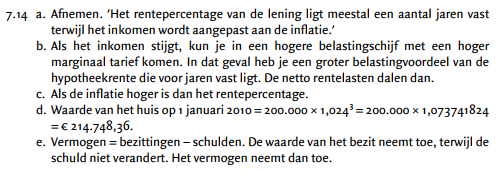 7.14 a. Afnemen. 'Het rentepercentage van de lening ligt meestal een aantal jaren vast
terwijl het inkomen wordt aangepast aan de inflatie.'
b. Als het inkomen stijgt, kun je in een hogere belastingschijf met een hoger
marginaal tarief komen. In dat geval heb je een groter belastingvoordeel van de
hypotheekrente die voor jaren vast ligt. De netto rentelasten dalen dan.
c. Als de inflatie hoger is dan het rentepercentage.
d. Waarde van het huis op 1 januari 2010 = 200.000 × 1,024³ = 200.000 × 1,073741824
= € 214.748,36.
e. Vermogen = bezittingen – schulden. De waarde van het bezit neemt toe, terwijl de
schuld niet verandert. Het vermogen neemt dan toe.